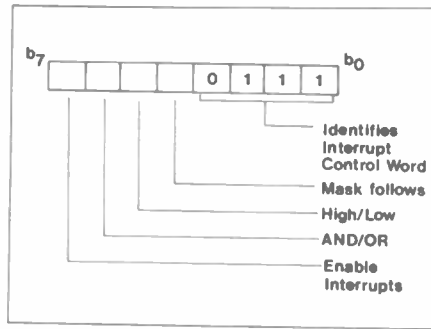 b7 b0
0 1 1 1
Identifies
Interrupt
Control Word
Mask follows
High/Low
AND/OR
Enable
Interrupts